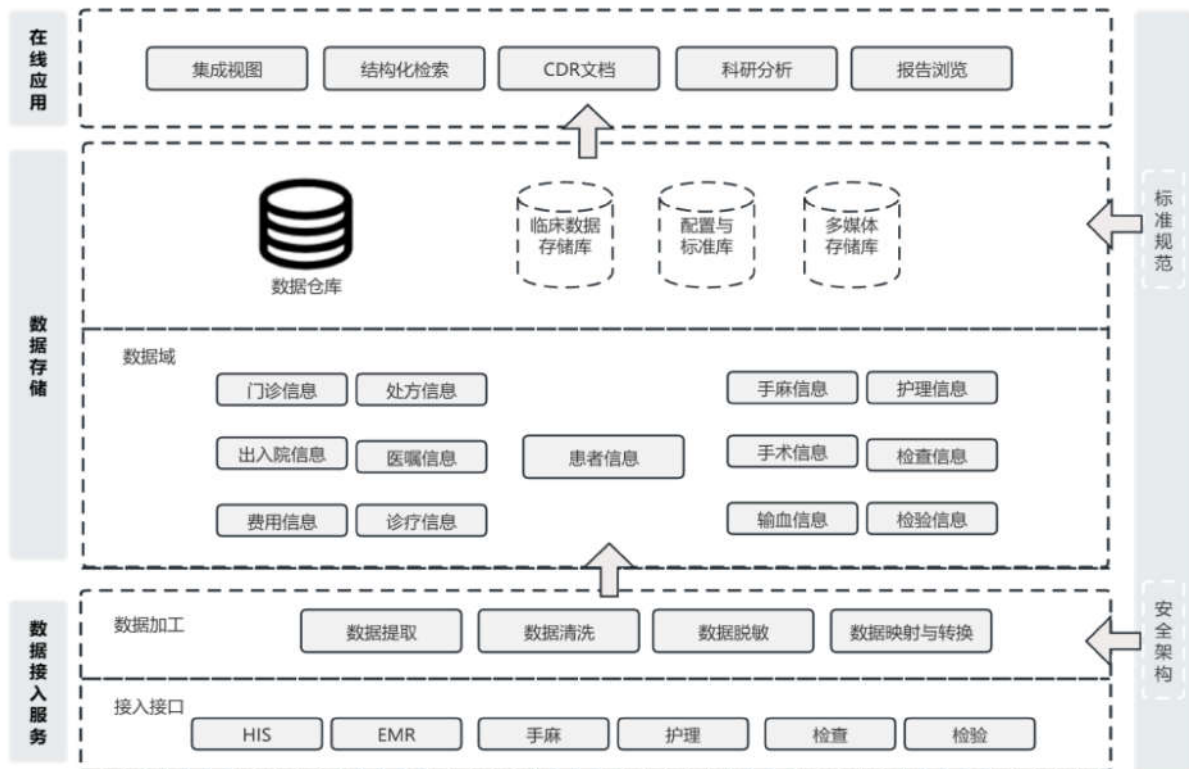 在线应用
集成视图
结构化检索
CDR文档
科研分析
报告浏览
数据存储
数据仓库
临床数据
存储库
配置与
标准库
多媒体
存储库
标准规范
数据域
门诊信息
处方信息
手麻信息
护理信息
出入院信息
医嘱信息
患者信息
手术信息
检查信息
费用信息
诊疗信息
输血信息
检验信息
数据接入服务
数据加工
数据提取
数据清洗
数据脱敏
数据映射与转换
安全架构
接入接口
HIS
EMR
手麻
护理
检查
检验